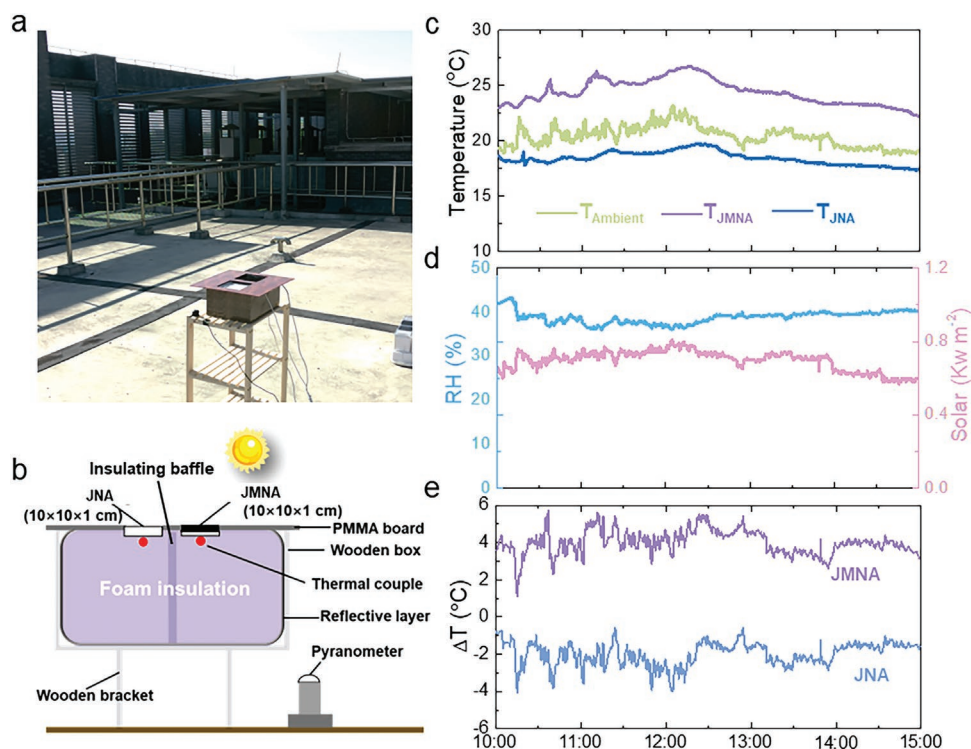 a
b
Insulating baffle
JNA
(10×10×1 cm)
JMNA
(10×10×1 cm)
PMMA board
Wooden box
Thermal couple
Foam insulation
Reflective layer
Pyranometer
Wooden bracket
c
Temperature (°C)
30
25
20
15
10
T Ambient
T JMNA
T JNA
d
RH (%)
50
40
30
20
10
0
Solar (Kw m⁻²)
1.2
0.8
0.4
0.0
e
ΔT (°C)
6
4
2
0
-2
-4
-6
JMNA
JNA
10:00
11:00
12:00
13:00
14:00
15:00